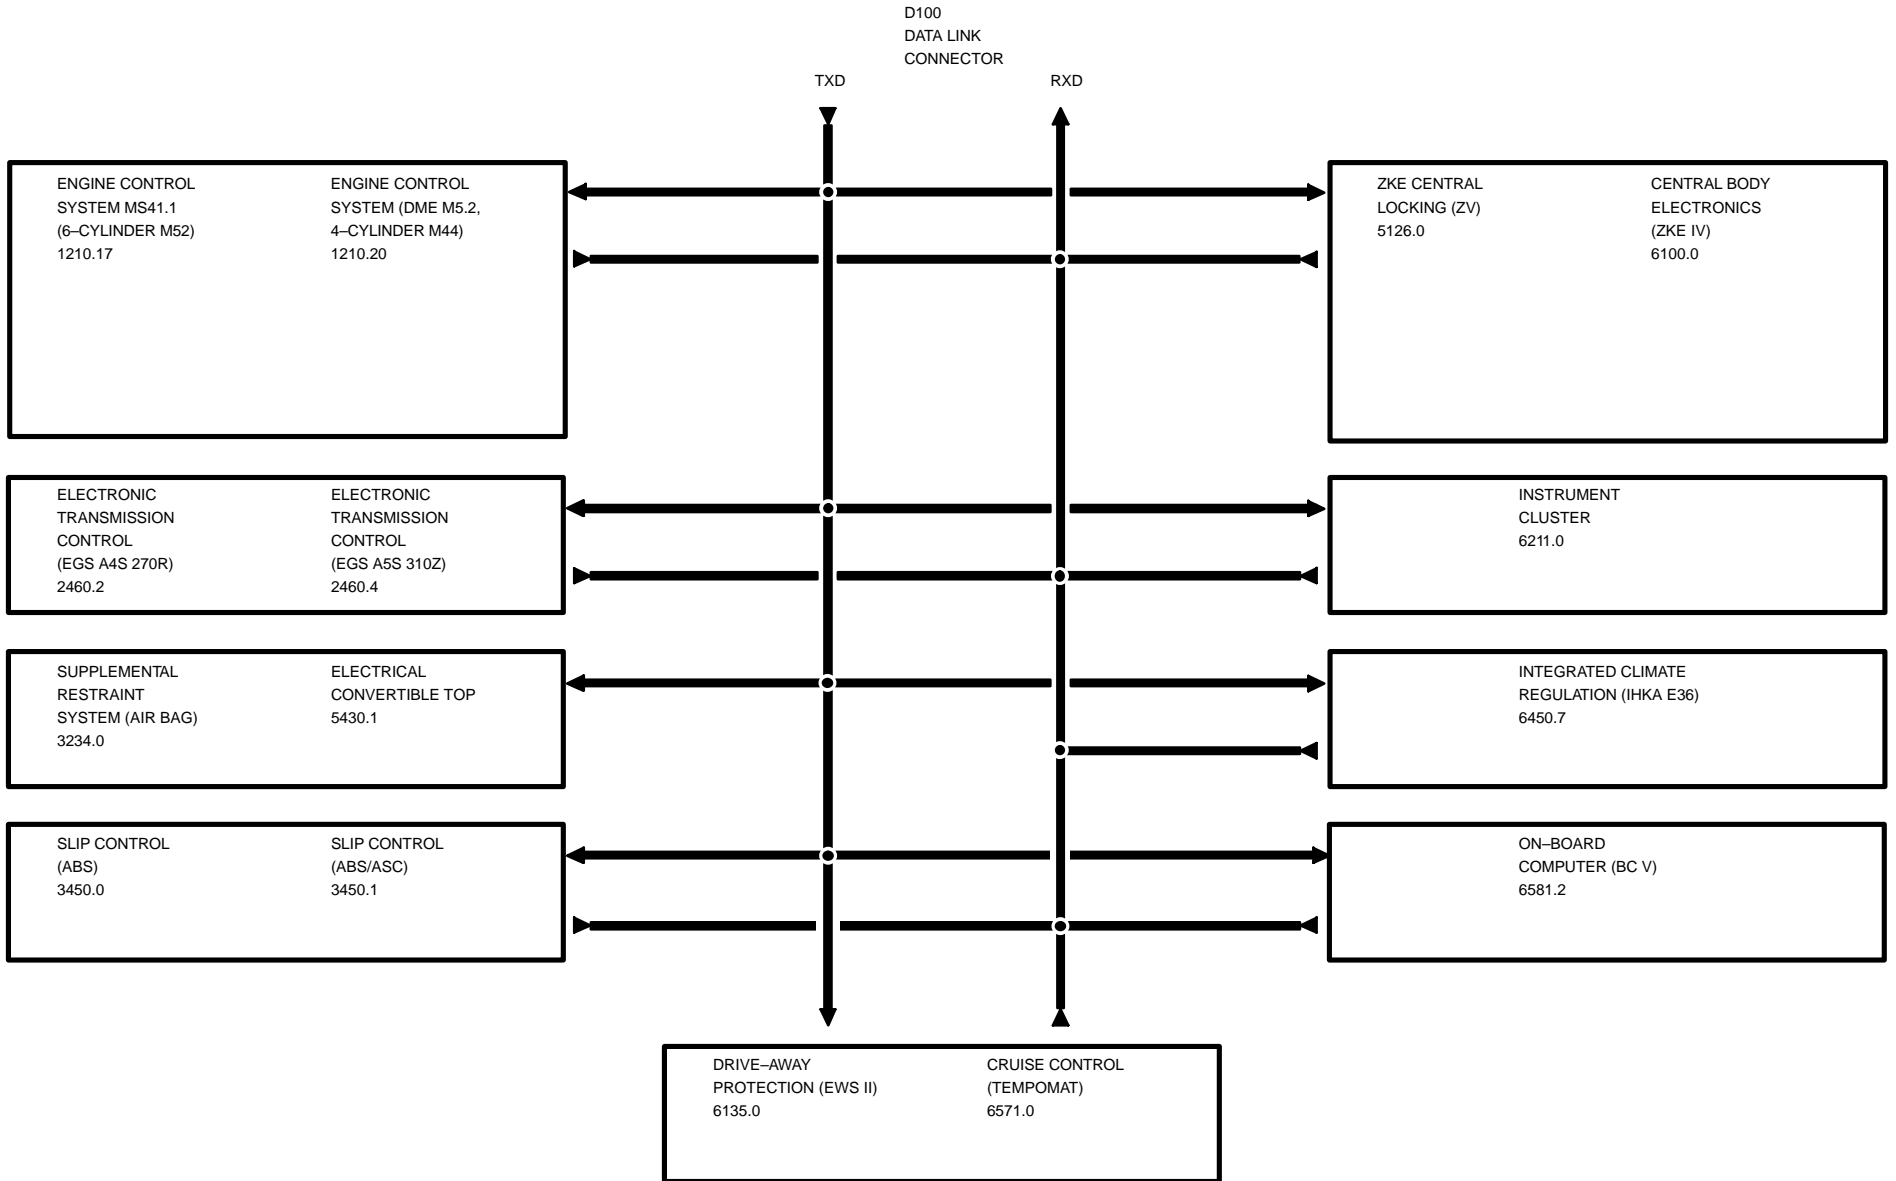 D100
DATA LINK
CONNECTOR
TXD
RXD
ENGINE CONTROL
SYSTEM MS41.1
(6–CYLINDER M52)
1210.17
ENGINE CONTROL
SYSTEM (DME M5.2,
4–CYLINDER M44)
1210.20
ZKE CENTRAL
LOCKING (ZV)
5126.0
CENTRAL BODY
ELECTRONICS
(ZKE IV)
6100.0
ELECTRONIC
TRANSMISSION
CONTROL
(EGS A4S 270R)
2460.2
ELECTRONIC
TRANSMISSION
CONTROL
(EGS A5S 310Z)
2460.4
INSTRUMENT
CLUSTER
6211.0
SUPPLEMENTAL
RESTRAINT
SYSTEM (AIR BAG)
3234.0
ELECTRICAL
CONVERTIBLE TOP
5430.1
INTEGRATED CLIMATE
REGULATION (IHKA E36)
6450.7
SLIP CONTROL
(ABS)
3450.0
SLIP CONTROL
(ABS/ASC)
3450.1
ON–BOARD
COMPUTER (BC V)
6581.2
DRIVE–AWAY
PROTECTION (EWS II)
6135.0
CRUISE CONTROL
(TEMPOMAT)
6571.0